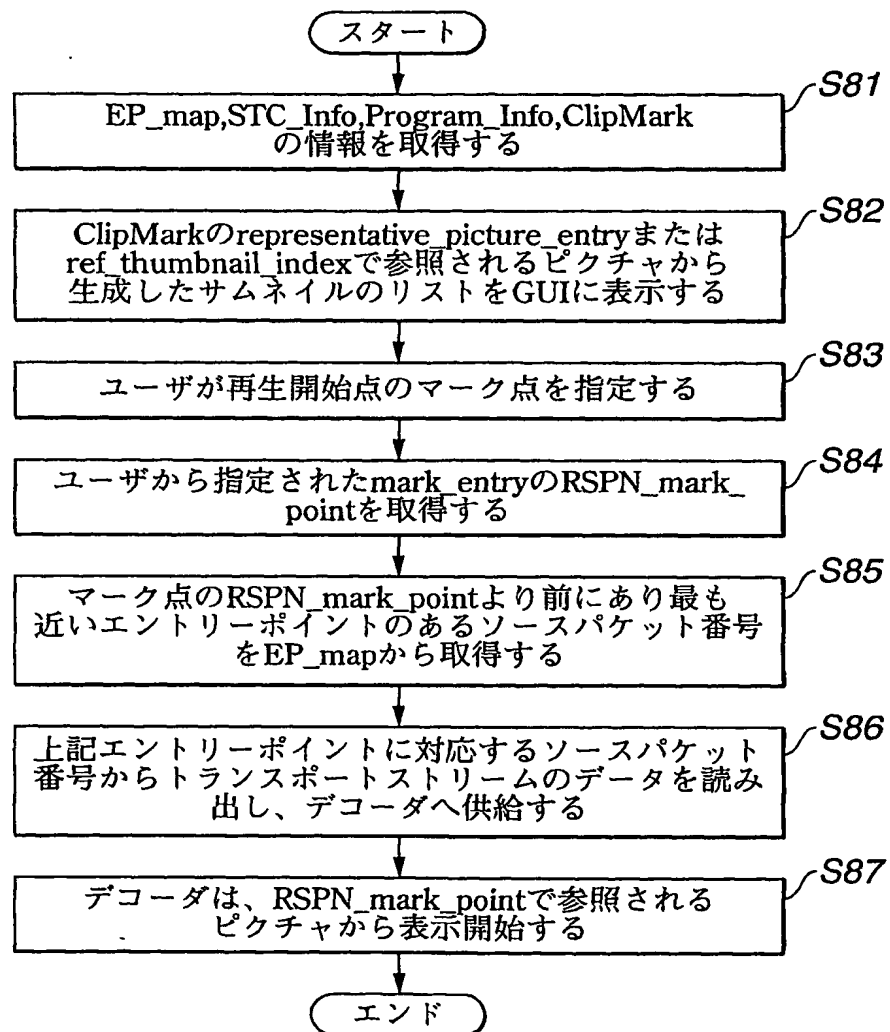 スタート
S81
EP_map,STC_Info,Program_Info,ClipMark
の情報を取得する
S82
ClipMarkのrepresentative_picture_entryまたは
ref_thumbnail_indexで参照されるピクチャから
生成したサムネイルのリストをGUIに表示する
S83
ユーザが再生開始点のマーク点を指定する
S84
ユーザから指定されたmark_entryのRSPN_mark_
pointを取得する
S85
マーク点のRSPN_mark_pointより前にあり最も
近いエントリーポイントのあるソースパケット番号
をEP_mapから取得する
S86
上記エントリーポイントに対応するソースパケット
番号からトランスポートストリームのデータを読み
出し、デコーダへ供給する
S87
デコーダは、RSPN_mark_pointで参照される
ピクチャから表示開始する
エンド